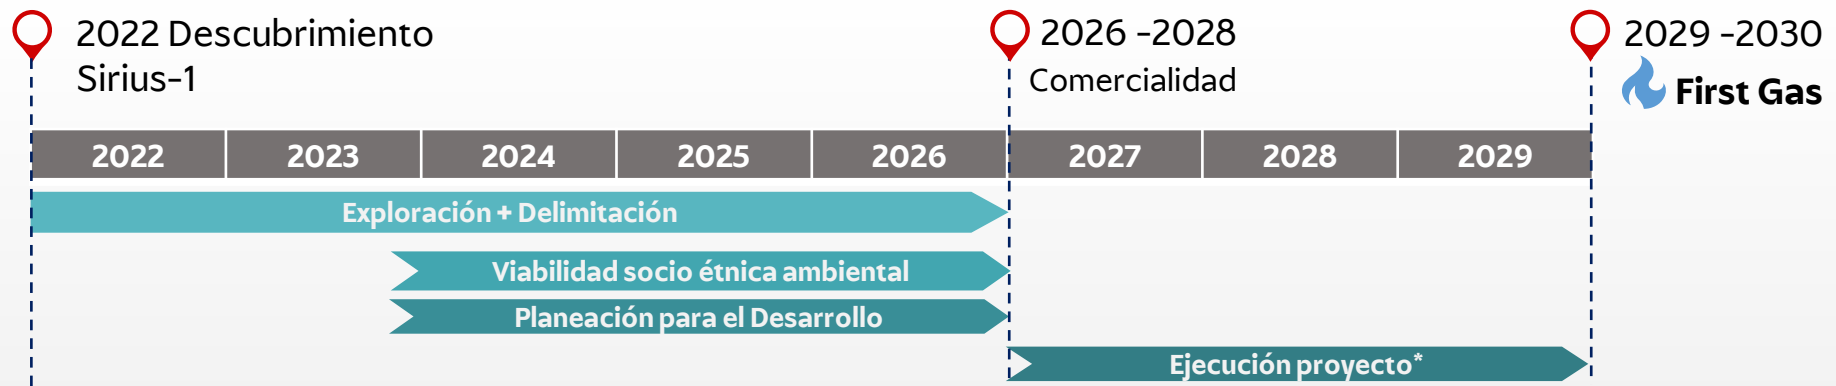 2022 Descubrimiento
Sirius-1
2026 -2028
Comercialidad
2029 -2030
First Gas
2022 2023 2024 2025 2026 2027 2028 2029
Exploración + Delimitación
Viabilidad socio étnica ambiental
Planeación para el Desarrollo
Ejecución proyecto*